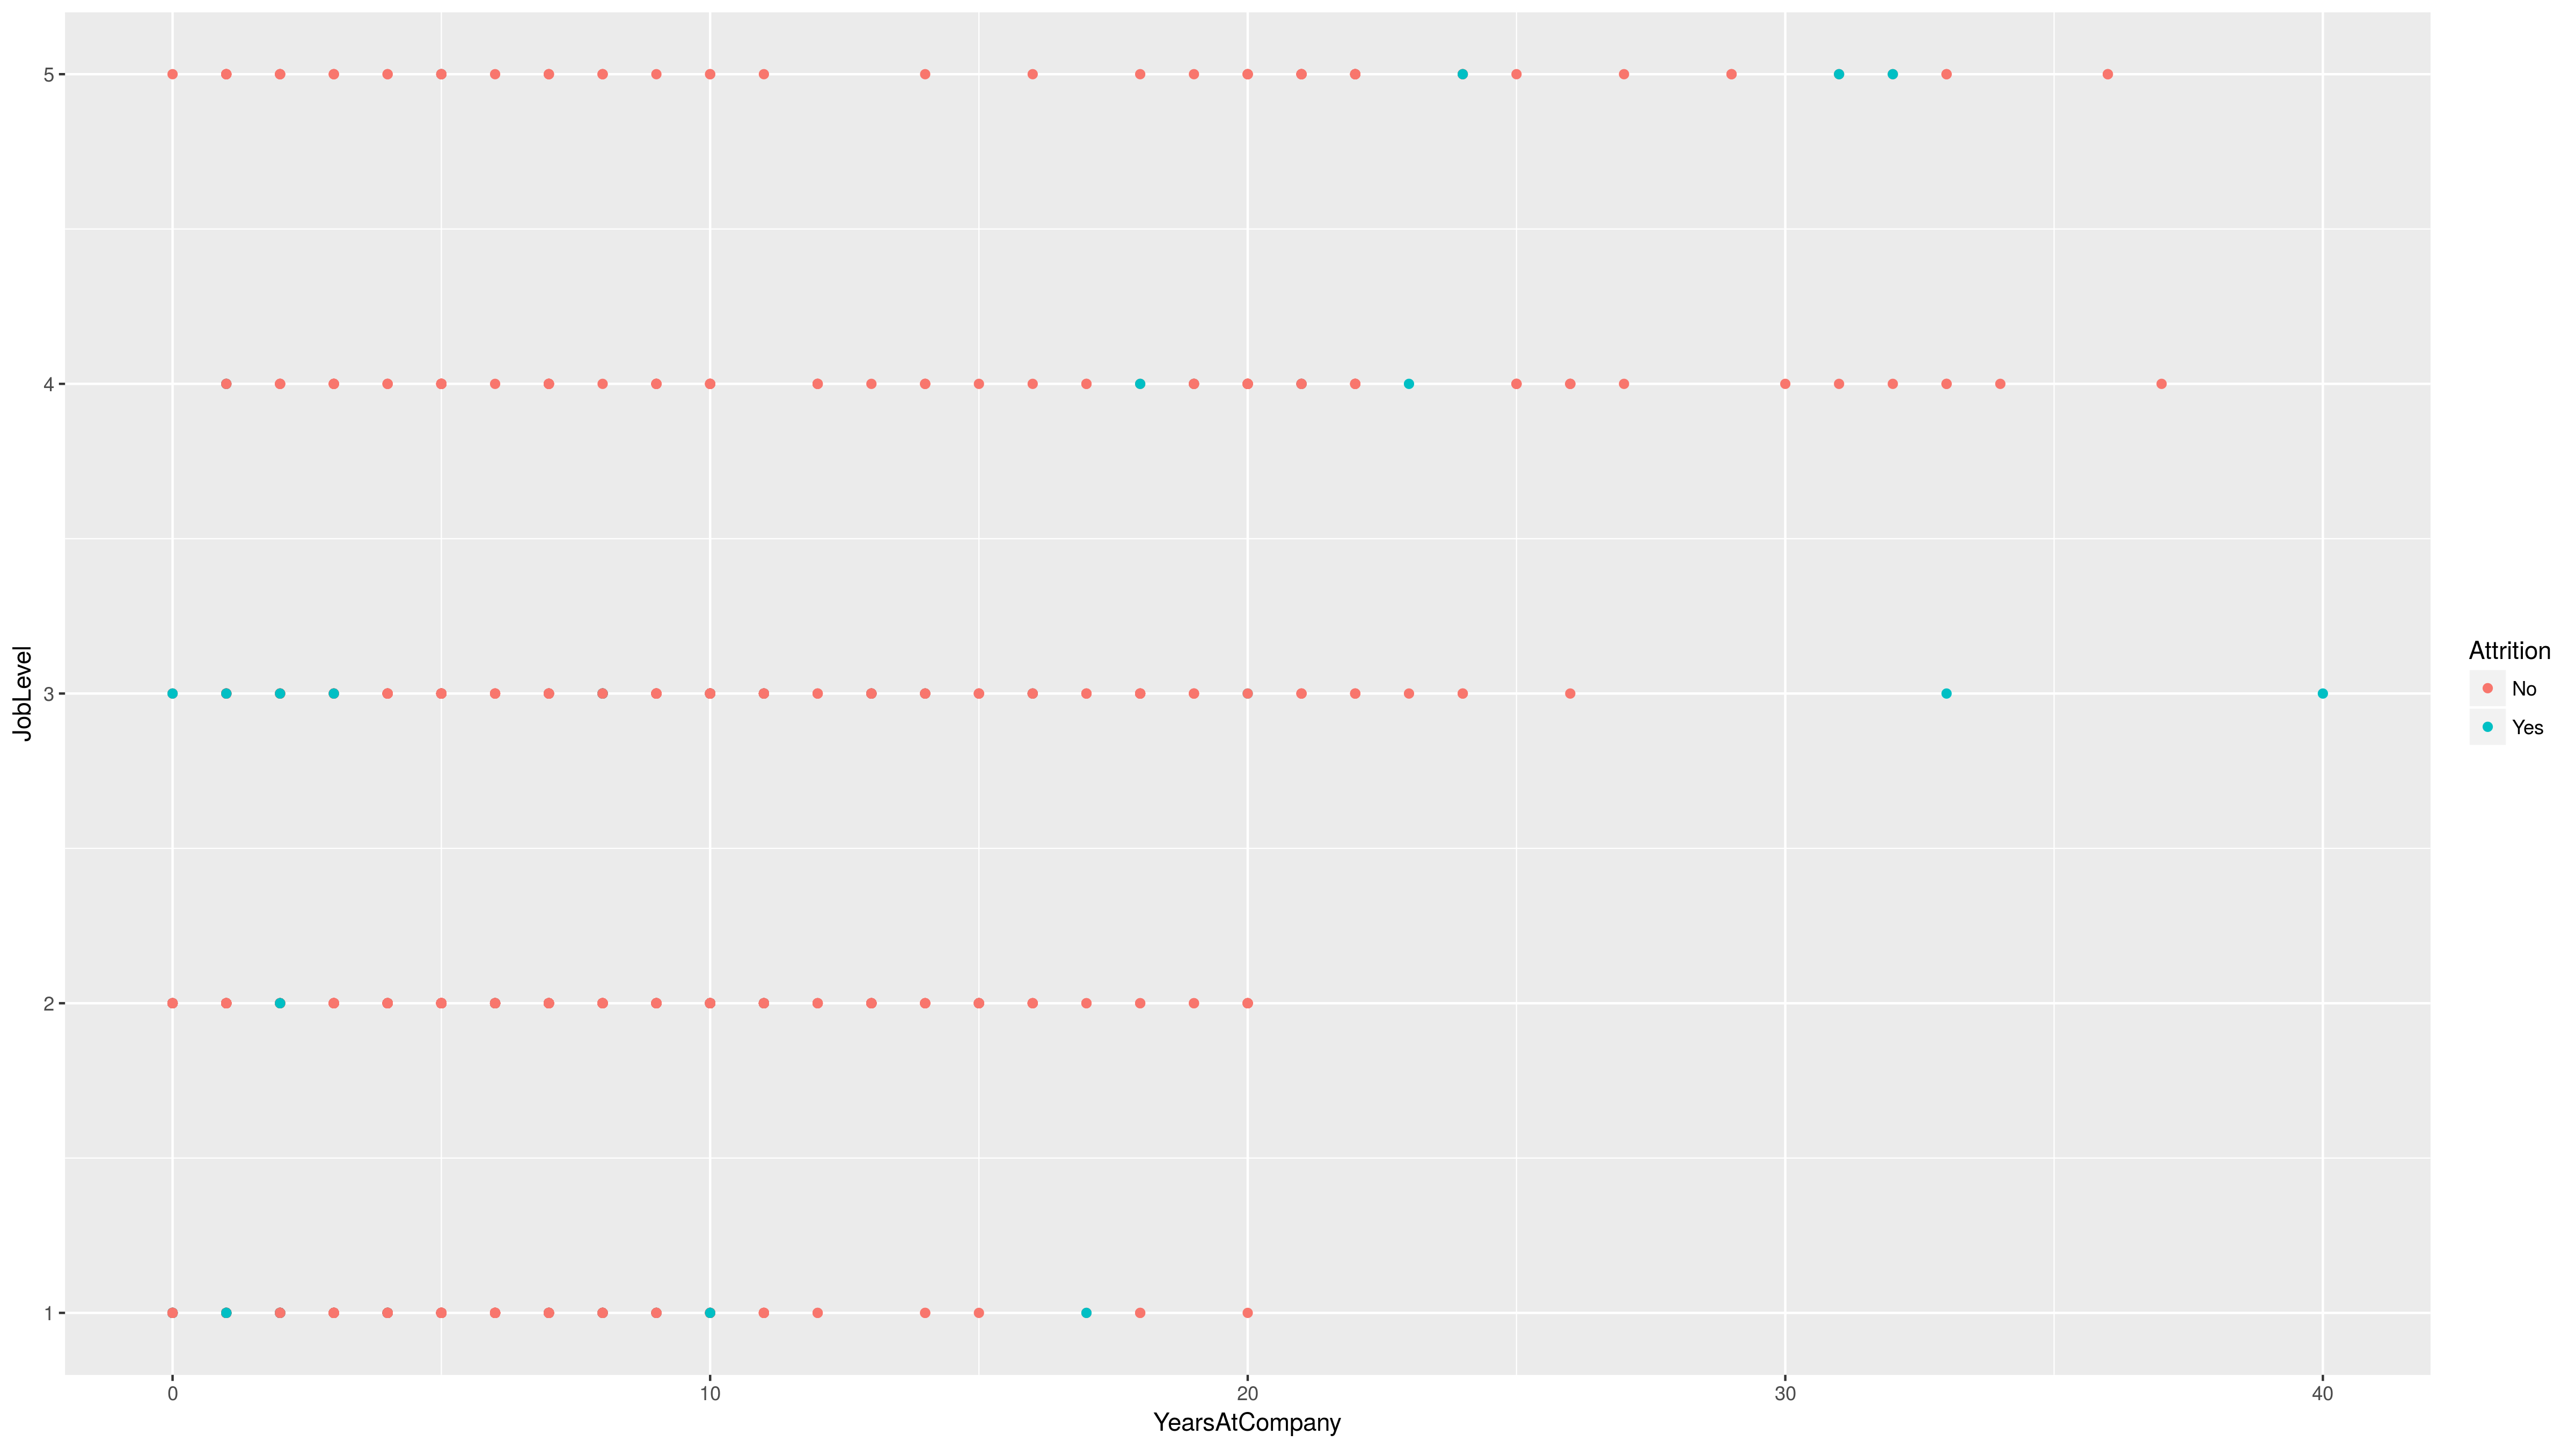 5
4
3
2
1
JobLevel
0 10 20 30 40
YearsAtCompany
Attrition
No
Yes